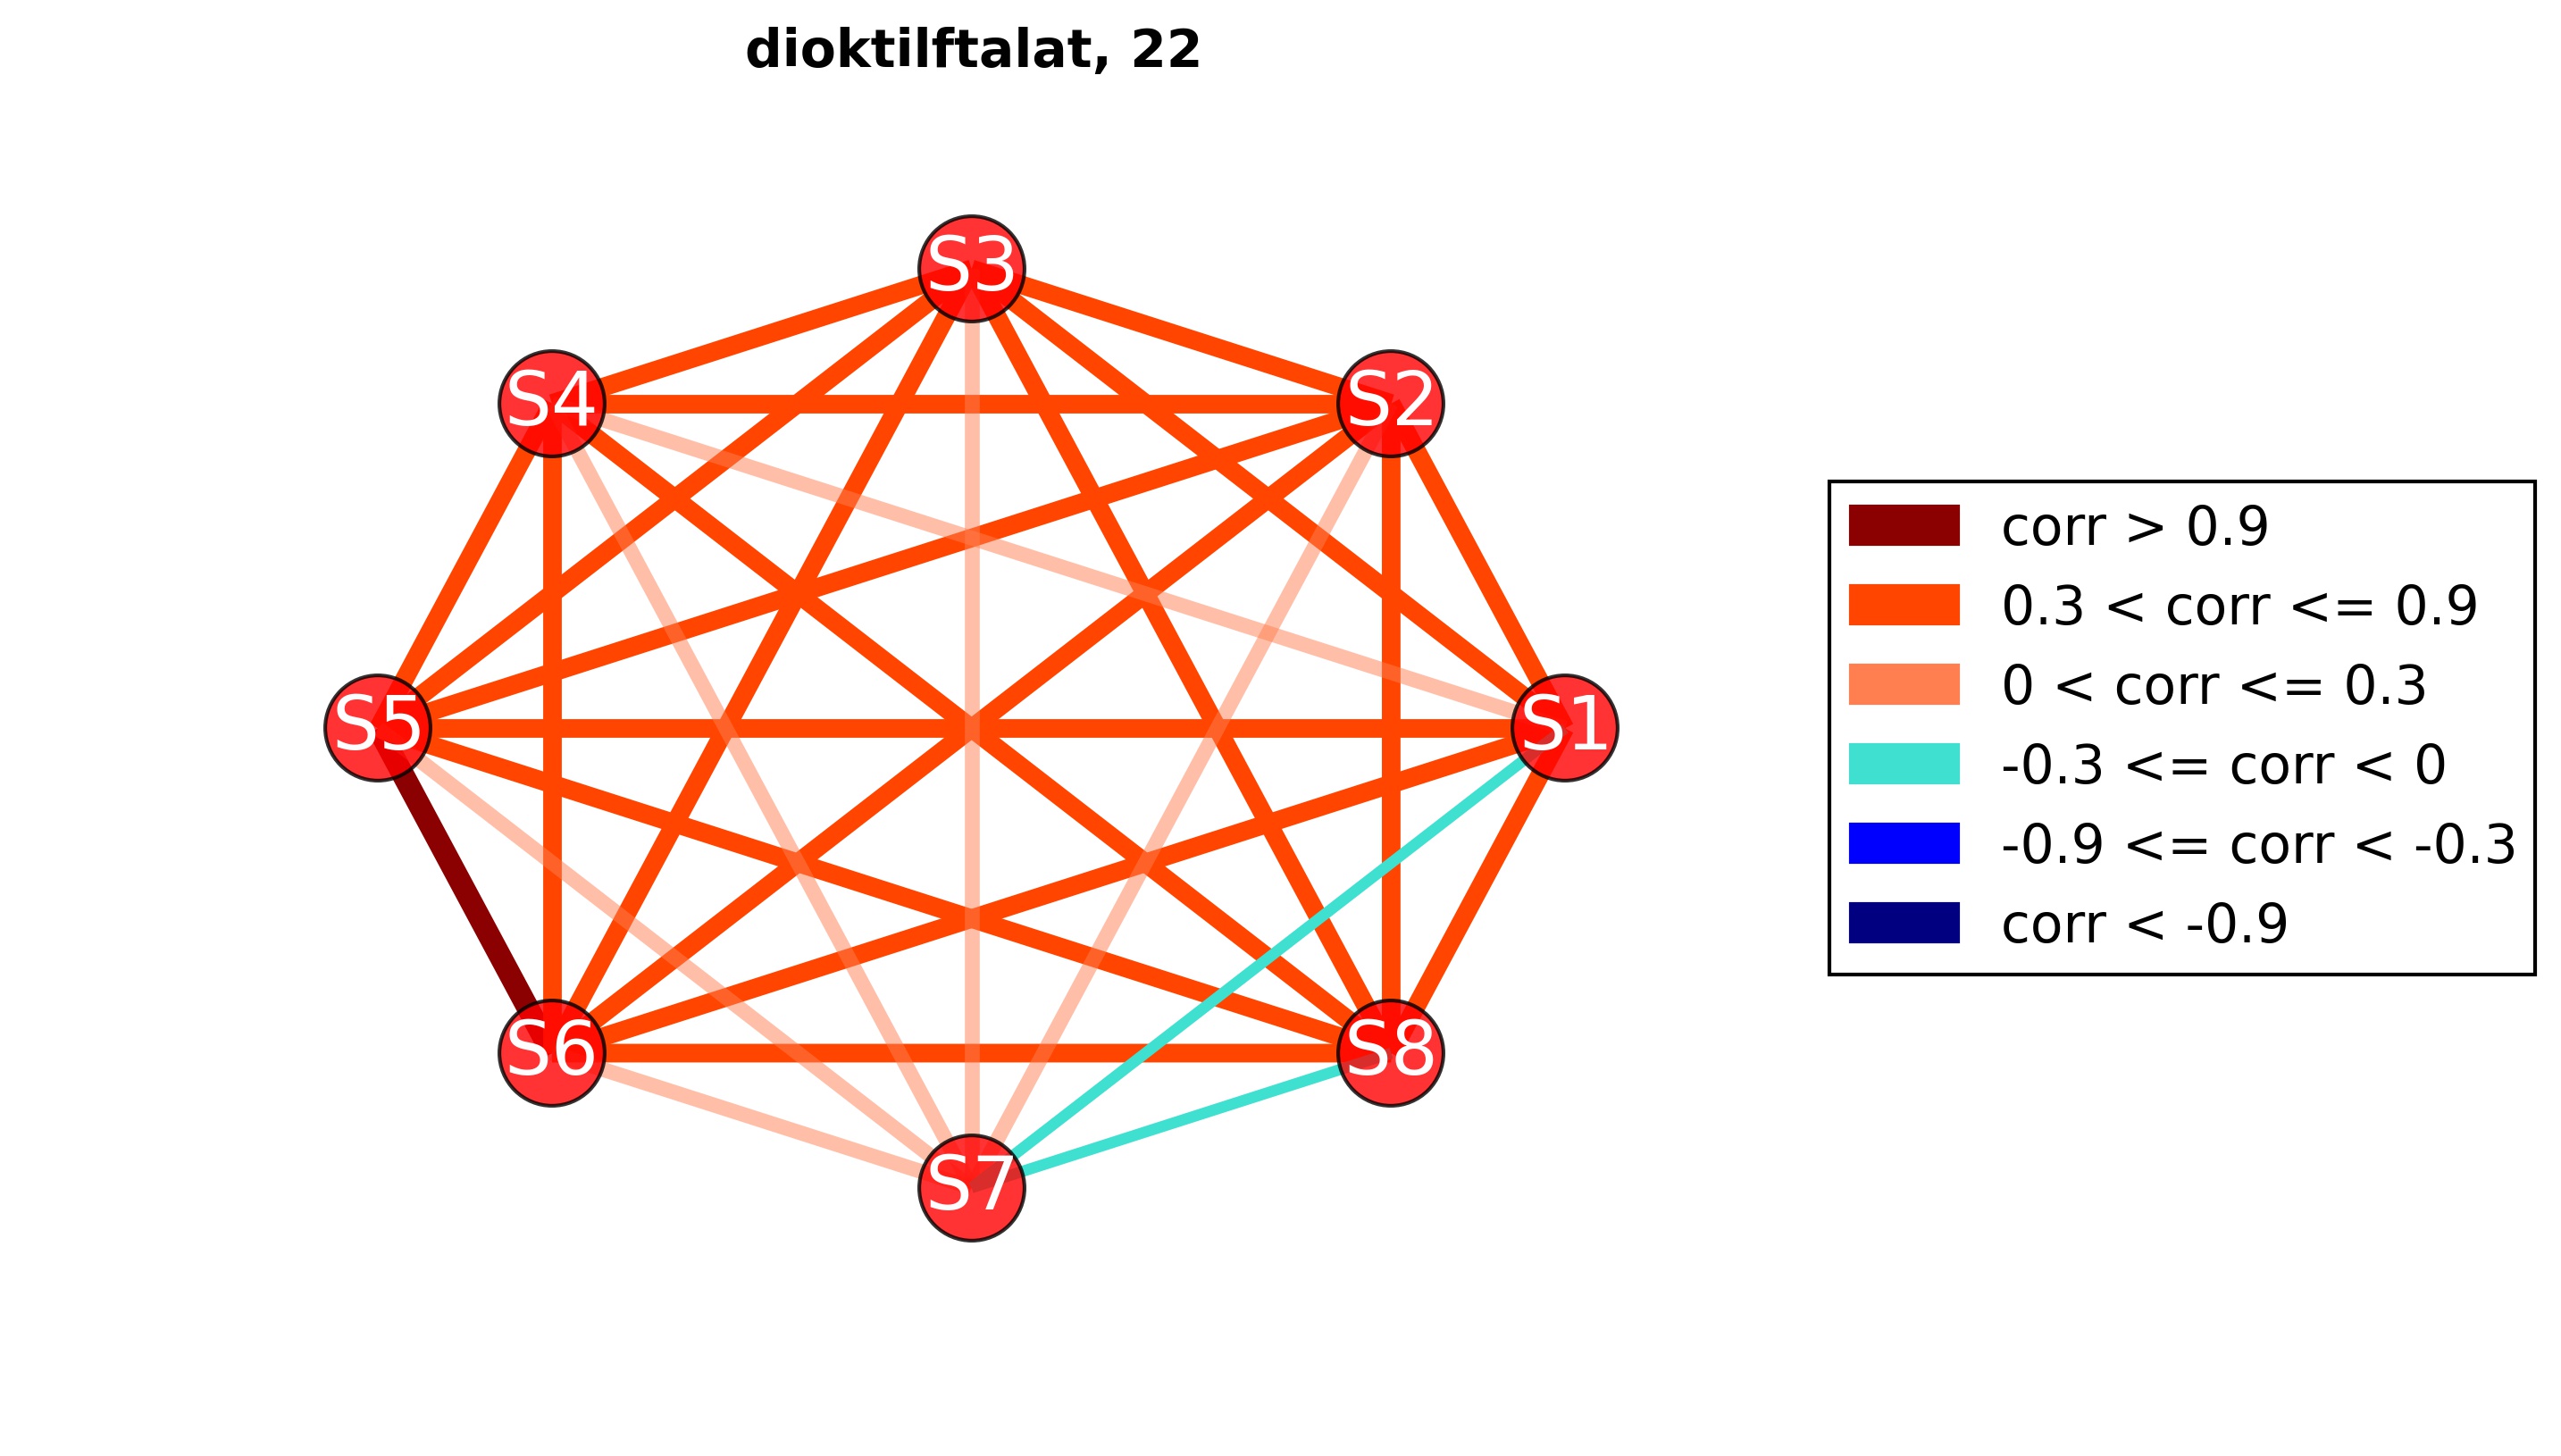 dioktilftalat, 22
S3
S4
S2
S5
S1
S6
S8
S7
corr > 0.9
0.3 < corr <= 0.9
0 < corr <= 0.3
-0.3 <= corr < 0
-0.9 <= corr < -0.3
corr < -0.9